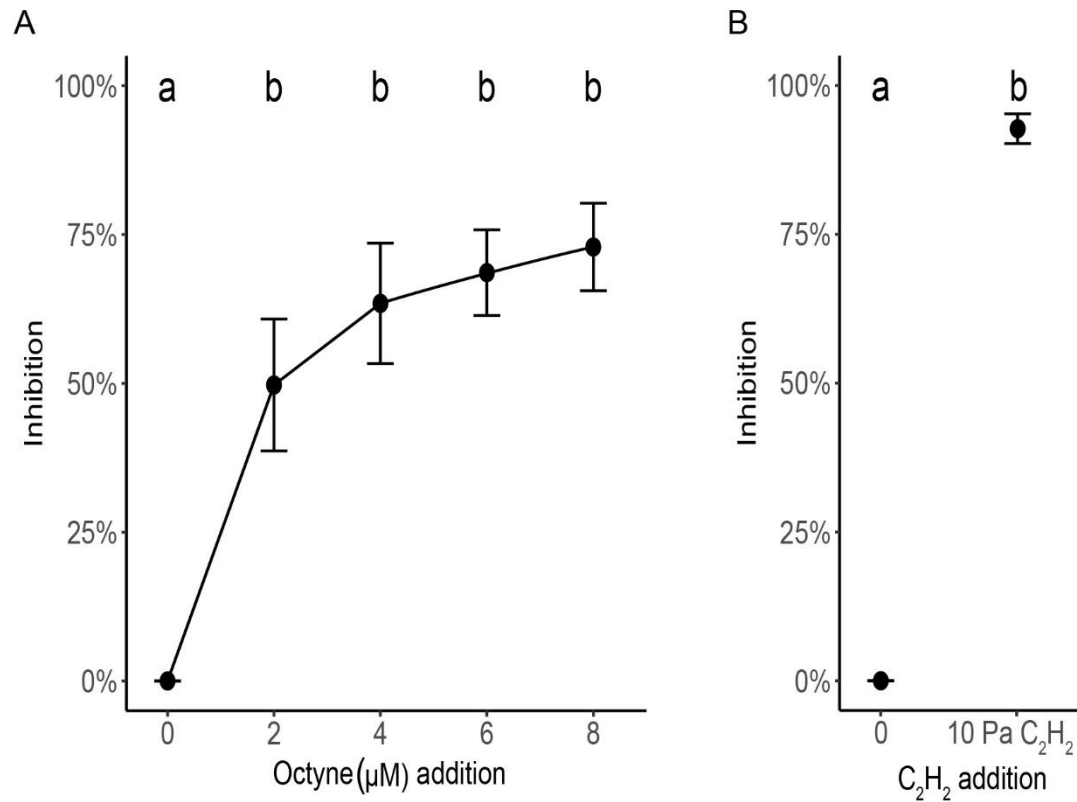 A
100%
75%
50%
25%
0%
Inhibition
a b b b b
0 2 4 6 8
Octyne(μM) addition
B
100%
75%
50%
25%
0%
Inhibition
a b
0 10 Pa C₂H₂
C₂H₂ addition